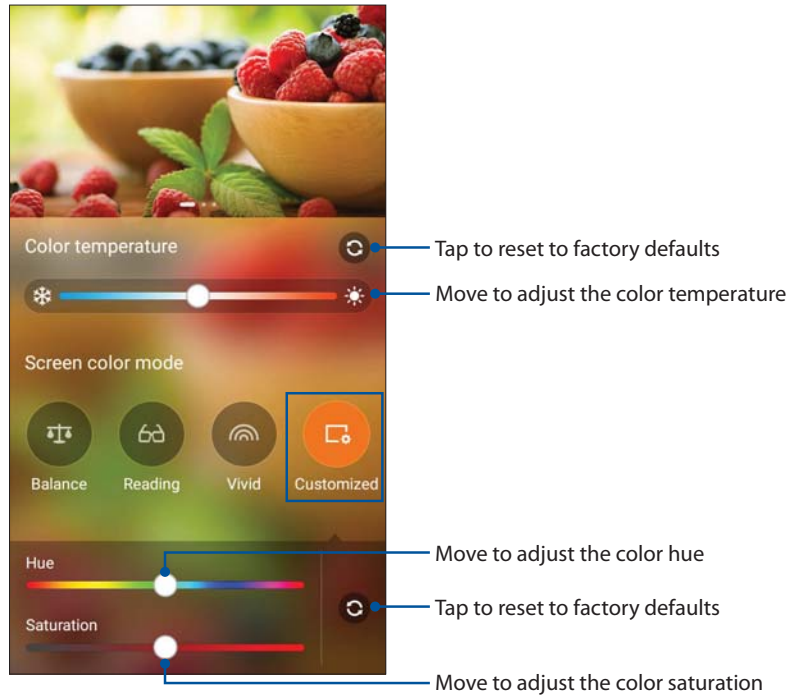 Color temperature
Tap to reset to factory defaults
Move to adjust the color temperature
Screen color mode
Balance
Reading
Vivid
Customized
Hue
Move to adjust the color hue
Tap to reset to factory defaults
Saturation
Move to adjust the color saturation